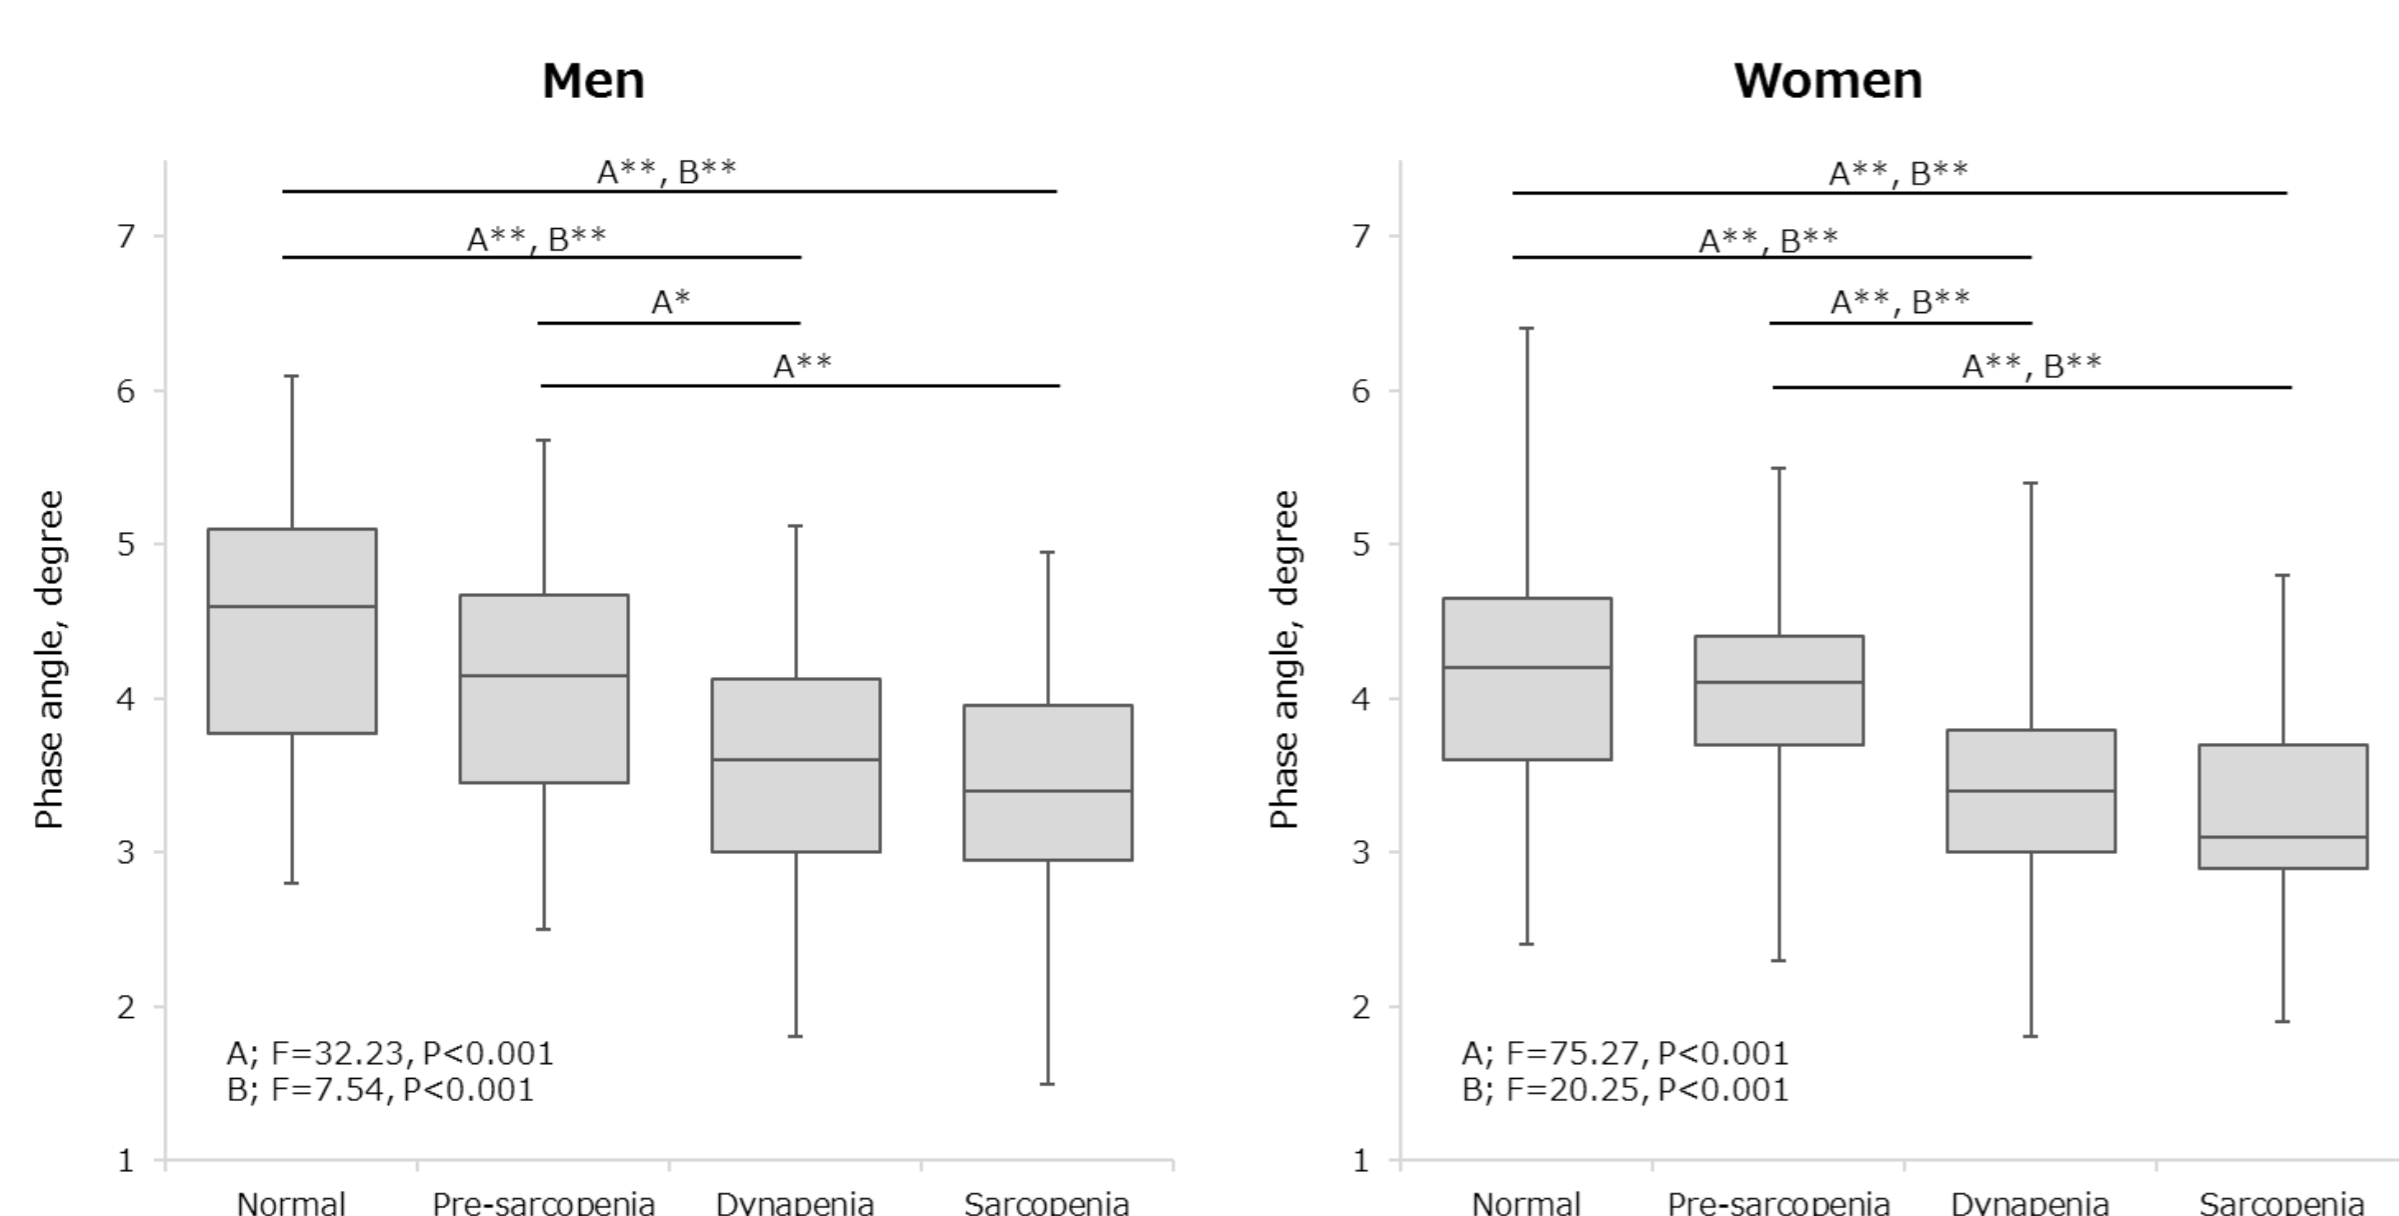 Men
A**, B**
7
A**, B**
A*
A**
6
5
4
3
2
1
Phase angle, degree
A; F=32.23, P<0.001
B; F=7.54, P<0.001
Normal Pre-sarcopenia Dynapenia Sarcopenia
Women
A**, B**
7
A**, B**
A**, B**
A**, B**
6
5
4
3
2
1
Phase angle, degree
A; F=75.27, P<0.001
B; F=20.25, P<0.001
Normal Pre-sarcopenia Dynapenia Sarcopenia